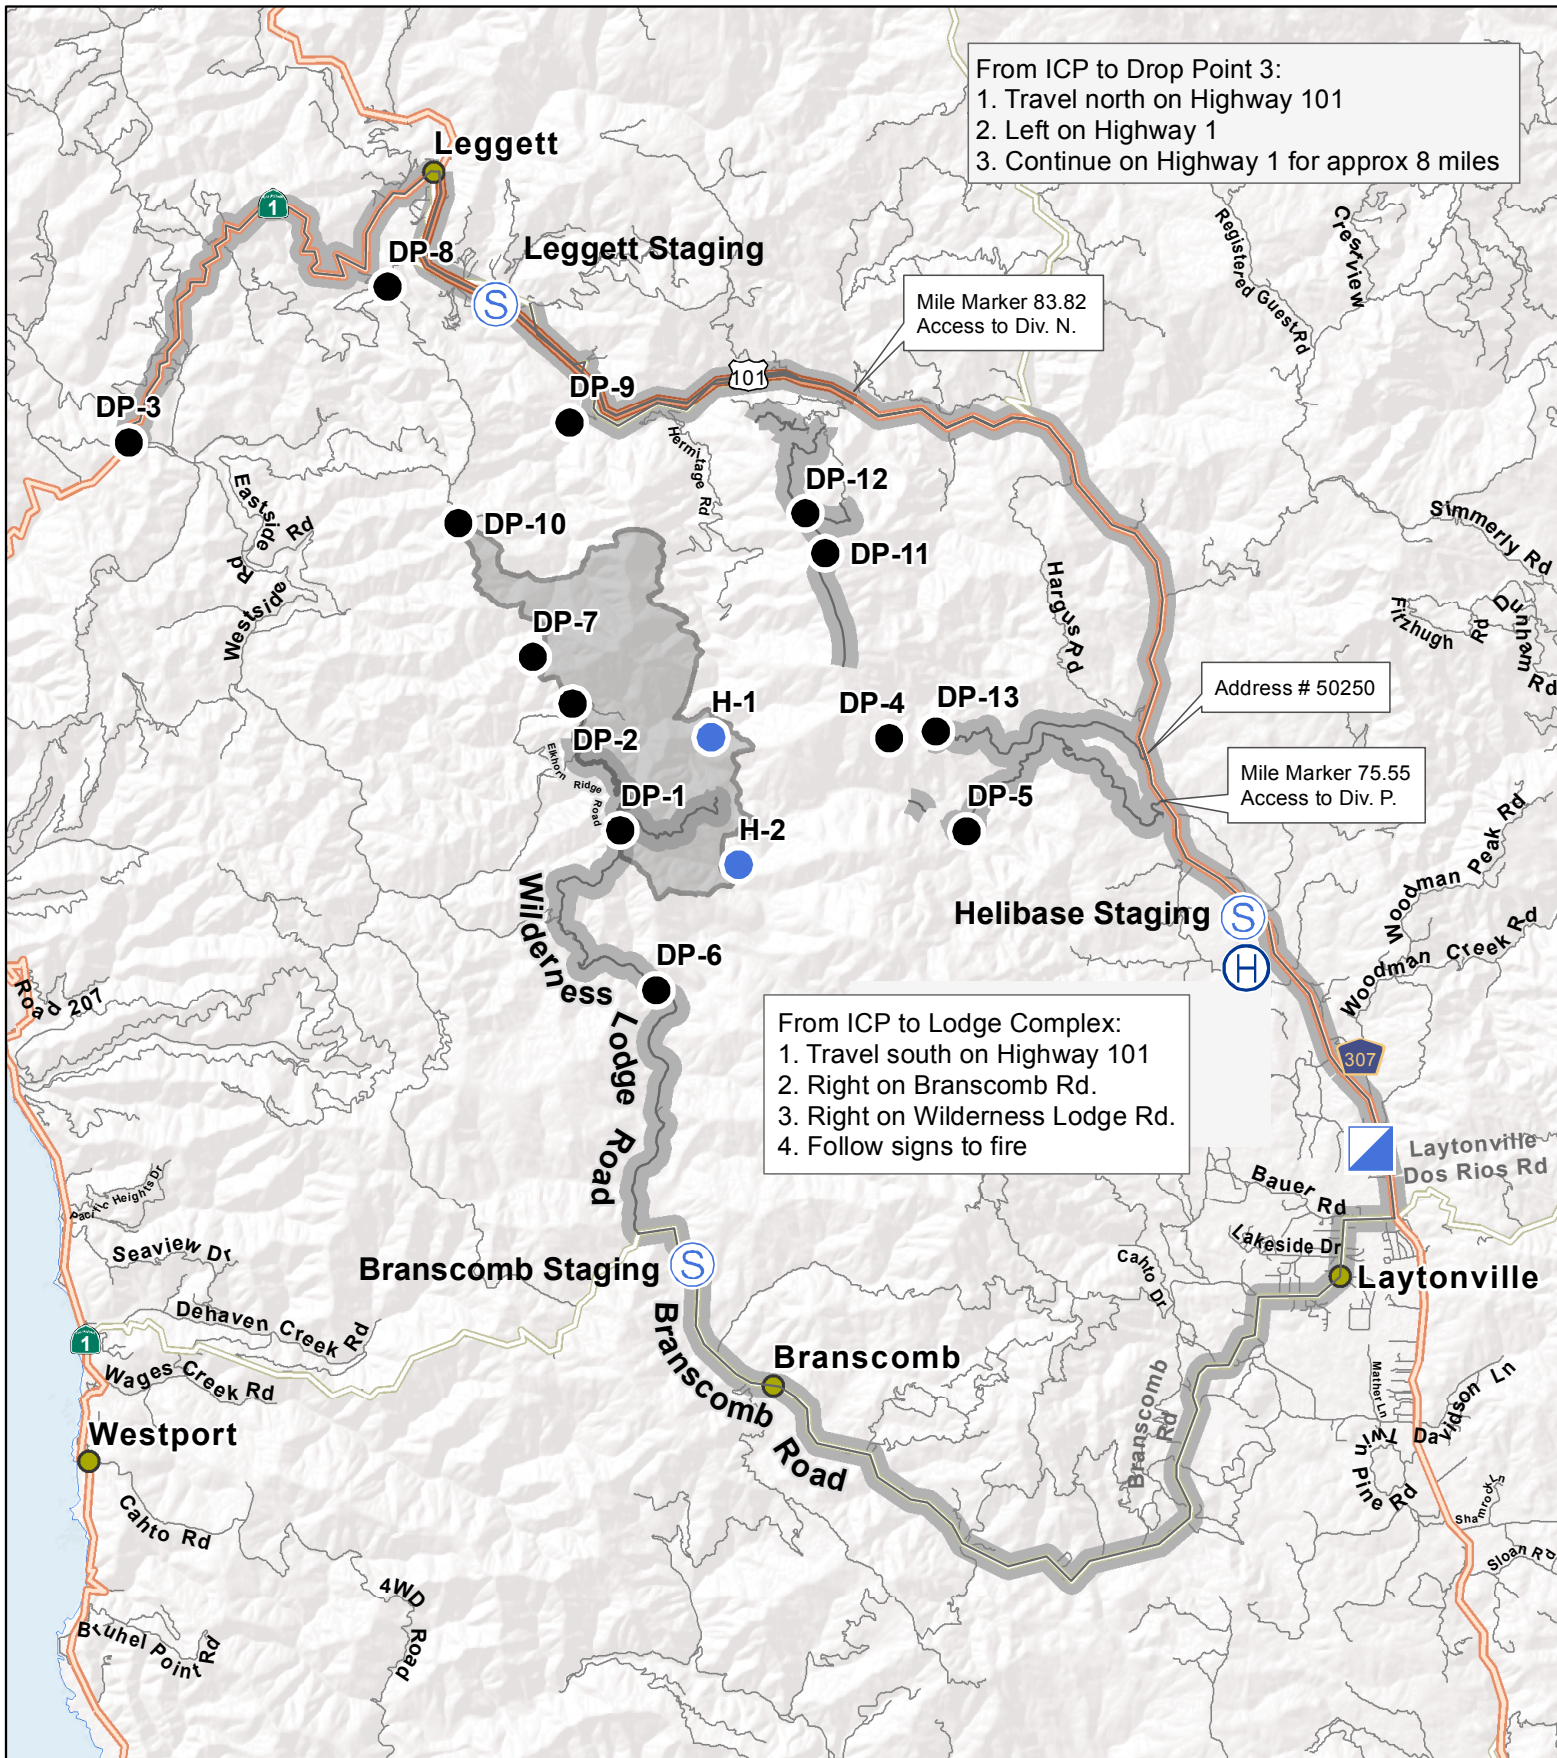 From ICP to Drop Point 3:
1. Travel north on Highway 101
2. Left on Highway 1
3. Continue on Highway 1 for approx 8 miles
Leggett
1
DP-8
Leggett Staging
Registered Guest Rd
Crestview
Mile Marker 83.82
Access to Div. N.
101
DP-9
DP-3
Hermitage Rd
Eastside Rd
DP-12
DP-10
DP-11
Simmerly Rd
Hargus Rd
Westside Rd
Fitzhugh Rd
Dunham Rd
DP-7
Address # 50250
H-1
DP-4
DP-13
DP-2
Elkhorn Ridge Road
Mile Marker 75.55
Access to Div. P.
DP-1
DP-5
H-2
Woodman Peak Rd
Helibase Staging
S
H
Woodman Creek Rd
Wilderness Lodge Road
DP-6
Road 207
From ICP to Lodge Complex:
1. Travel south on Highway 101
2. Right on Branscomb Rd.
3. Right on Wilderness Lodge Rd.
4. Follow signs to fire
307
Laytonville
Dos Rios Rd
Bauer Rd
Pacific Heights Dr
Seaview Dr
Lakeside Dr
Cahto Dr
Branscomb Staging
S
Laytonville
Dehaven Creek Rd
1
Branscomb Road
Branscomb
Wages Creek Rd
Branscomb Rd
Mather Ln
Davidson Ln
Westport
Twin Pine Rd
Cahto Rd
Shamrock
Sloan Rd
4WD Road
Bruhel Point Rd
S